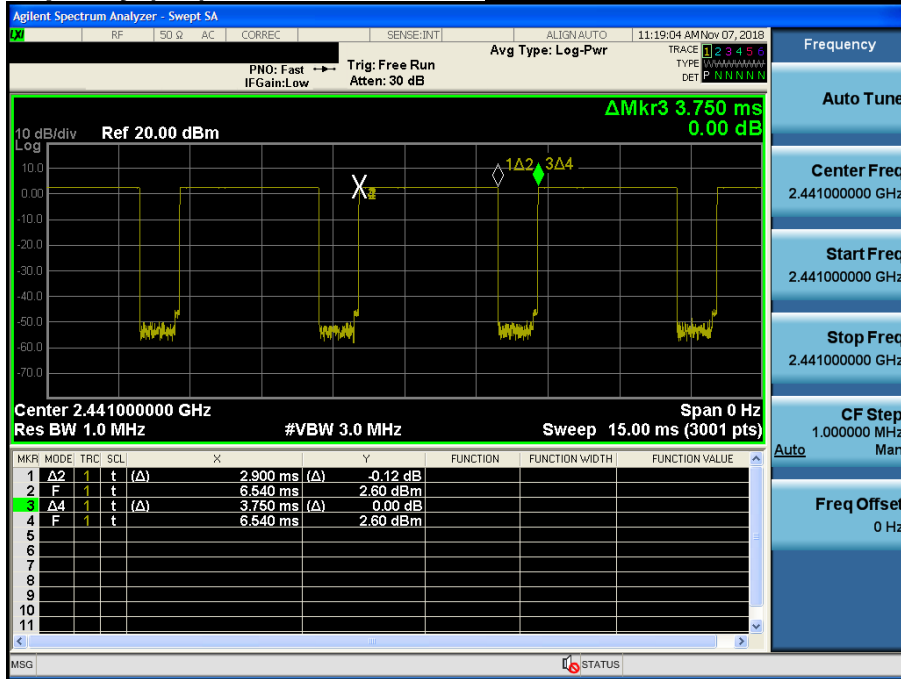 Agilent Spectrum Analyzer - Swept SA
LXI RF 50 Ω AC CORREC SENSE:INT ALIGNAUTO 11:19:04 AM Nov 07, 2018
Avg Type: Log-Pwr TRACE 1 2 3 4 5 6
PNO: Fast Trig: Free Run TYPE WWWWWW
IFGain:Low Atten: 30 dB DET P N N N N N
ΔMkr3 3.750 ms
0.00 dB
10 dB/div Ref 20.00 dBm
Log
10.0
0.00
-10.0
-20.0
-30.0
-40.0
-50.0
-60.0
-70.0
1Δ2 3Δ4
X
Center 2.441000000 GHz Span 0 Hz
Res BW 1.0 MHz #VBW 3.0 MHz Sweep 15.00 ms (3001 pts)
MKR MODE TRC SCL X Y FUNCTION FUNCTION WIDTH FUNCTION VALUE
1 Δ2 1 t (Δ) 2.900 ms (Δ) -0.12 dB
2 F 1 t 6.540 ms 2.60 dBm
3 Δ4 1 t (Δ) 3.750 ms (Δ) 0.00 dB
4 F 1 t 6.540 ms 2.60 dBm
5
6
7
8
9
10
11
MSG STATUS
Frequency
Auto Tune
Center Freq
2.441000000 GHz
Start Freq
2.441000000 GHz
Stop Freq
2.441000000 GHz
CF Step
1.000000 MHz
Auto Man
Freq Offset
0 Hz